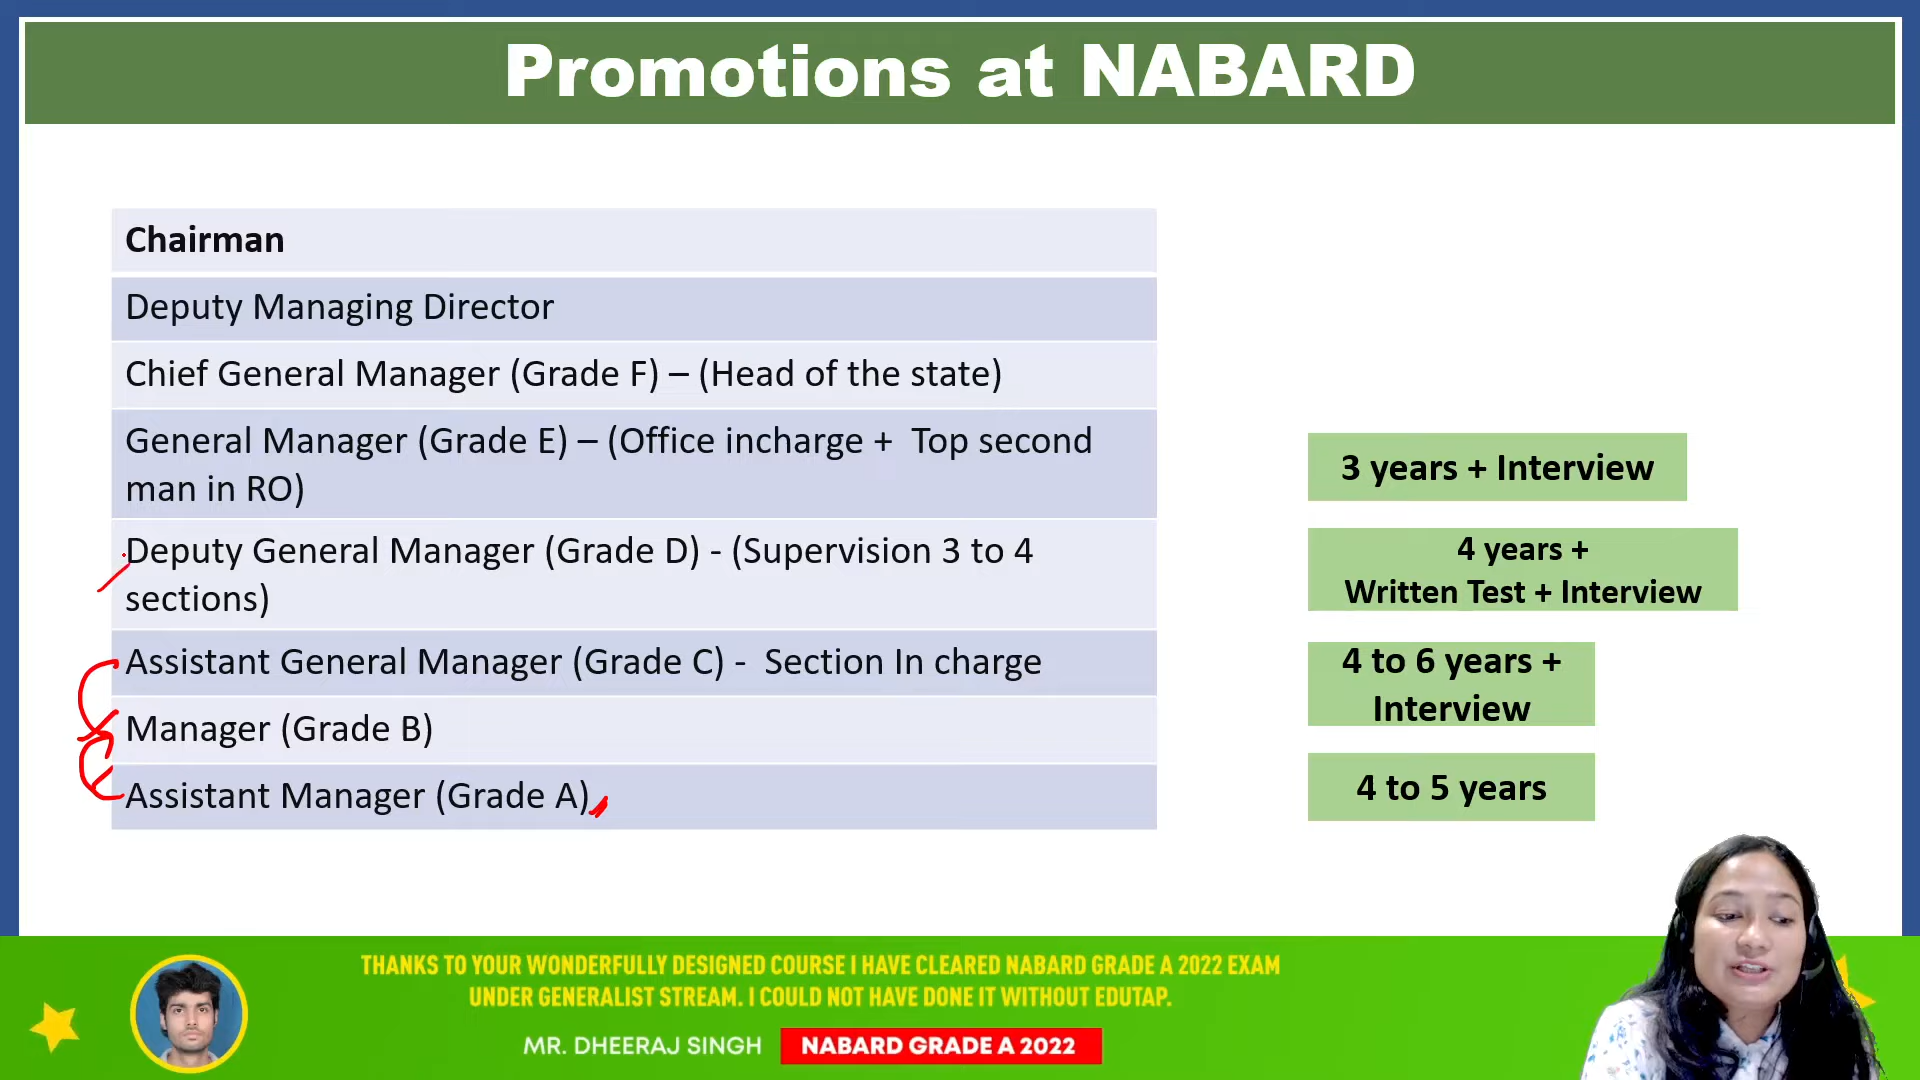 Promotions at NABARD
Chairman
Deputy Managing Director
Chief General Manager (Grade F) – (Head of the state)
General Manager (Grade E) – (Office incharge +  Top second
man in RO)
Deputy General Manager (Grade D) - (Supervision 3 to 4
sections)
Assistant General Manager (Grade C) -  Section In charge
Manager (Grade B)
Assistant Manager (Grade A)
3 years + Interview
4 years +
Written Test + Interview
4 to 6 years +
Interview
4 to 5 years
THANKS TO YOUR WONDERFULLY DESIGNED COURSE I HAVE CLEARED NABARD GRADE A 2022 EXAM
UNDER GENERALIST STREAM. I COULD NOT HAVE DONE IT WITHOUT EDUTAP.
MR. DHEERAJ SINGH
NABARD GRADE A 2022